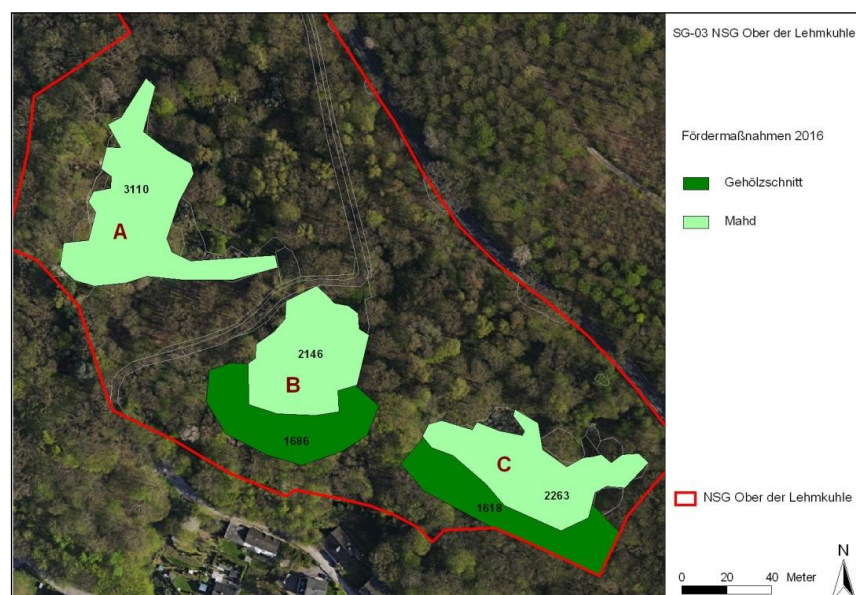 SG-03 NSG Ober der Lehmkuhle
Fördermaßnahmen 2016
Gehölzschnitt
Mahd
3110
A
2146
B
1686
C
2263
1618
NSG Ober der Lehmkuhle
0 20 40 Meter
N